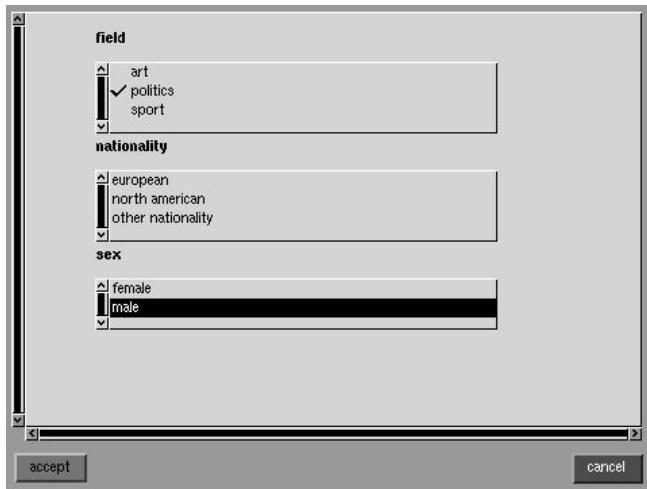 field
art
politics
sport
nationality
european
north american
other nationality
sex
female
male
accept
cancel